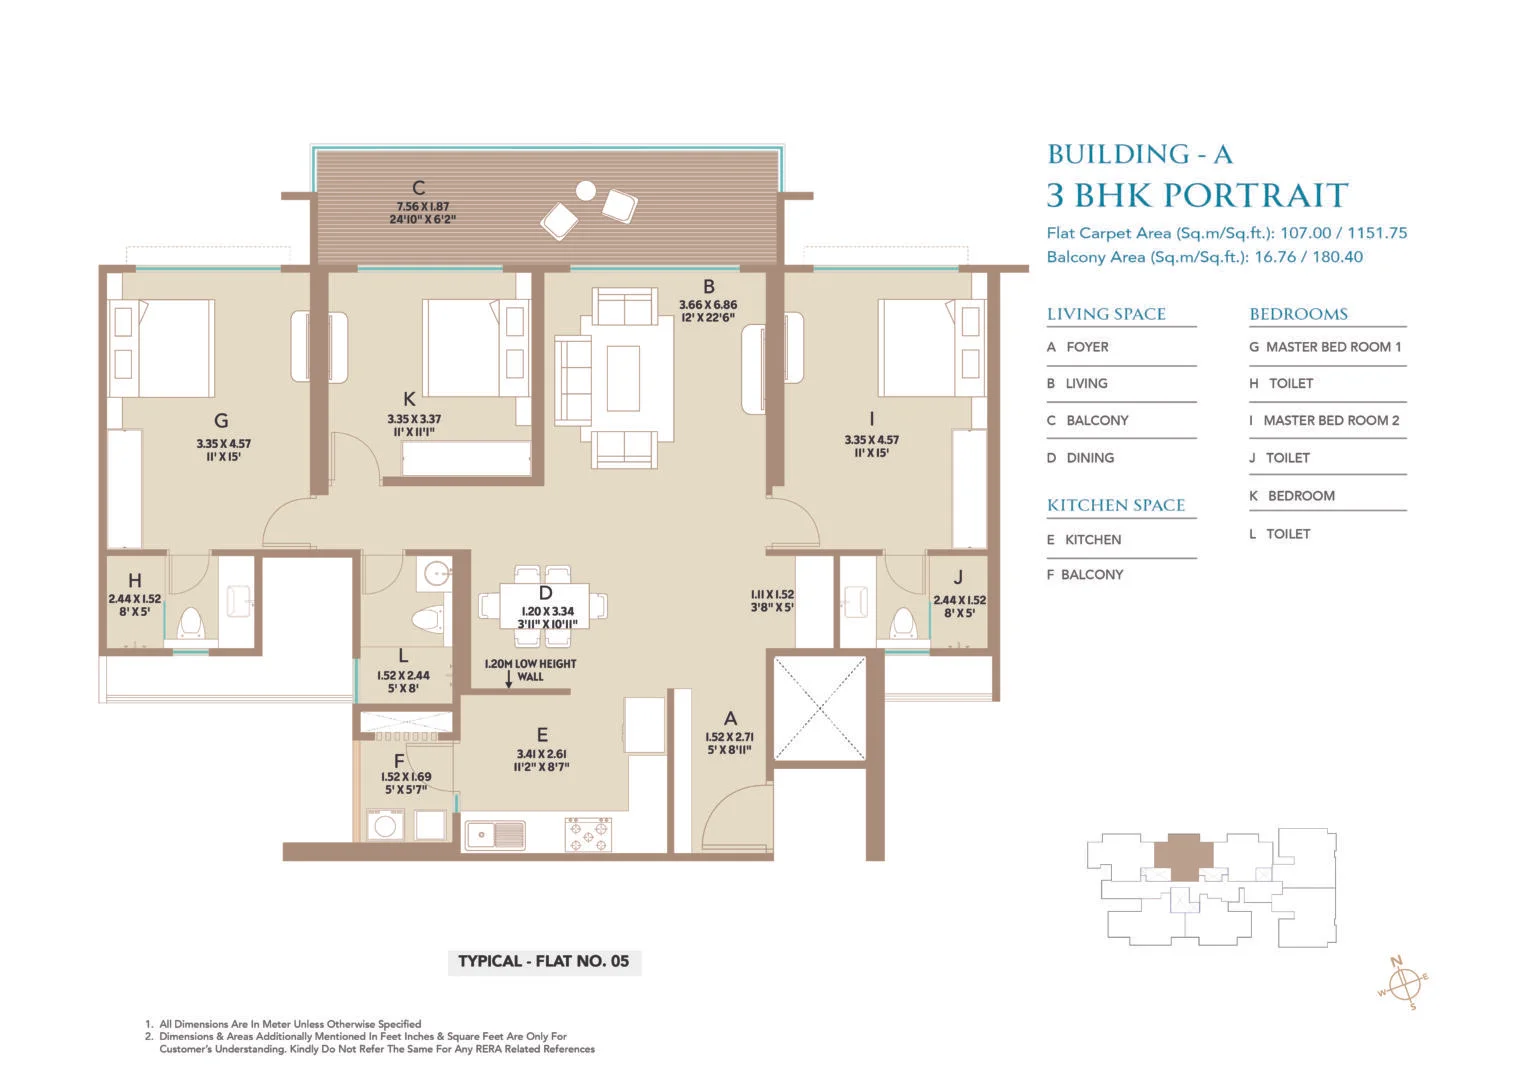 BUILDING - A
3 BHK PORTRAIT
Flat Carpet Area (Sq.m/Sq.ft.): 107.00 / 1151.75
Balcony Area (Sq.m/Sq.ft.): 16.76 / 180.40
LIVING SPACE
A FOYER
B LIVING
C BALCONY
D DINING
KITCHEN SPACE
E KITCHEN
F BALCONY
BEDROOMS
G MASTER BED ROOM 1
H TOILET
I MASTER BED ROOM 2
J TOILET
K BEDROOM
L TOILET
C
7.56 X 1.87
24'10" X 6'2"
B
3.66 X 6.86
12' X 22'6"
K
3.35 X 3.37
11' X 11'1"
G
3.35 X 4.57
11' X 15'
I
3.35 X 4.57
11' X 15'
H
2.44 X 1.52
8' X 5'
D
1.20 X 3.34
3'11" X 10'11"
1.11 X 1.52
3'8" X 5'
J
2.44 X 1.52
8' X 5'
L
1.52 X 2.44
5' X 8'
1.20M LOW HEIGHT
WALL
A
1.52 X 2.71
5' X 8'11"
E
3.41 X 2.61
11'2" X 8'7"
F
1.52 X 1.69
5' X 5'7"
N
E
W
S
TYPICAL - FLAT NO. 05
1. All Dimensions Are In Meter Unless Otherwise Specified
2. Dimensions & Areas Additionally Mentioned In Feet Inches & Square Feet Are Only For
Customer's Understanding. Kindly Do Not Refer The Same For Any RERA Related References